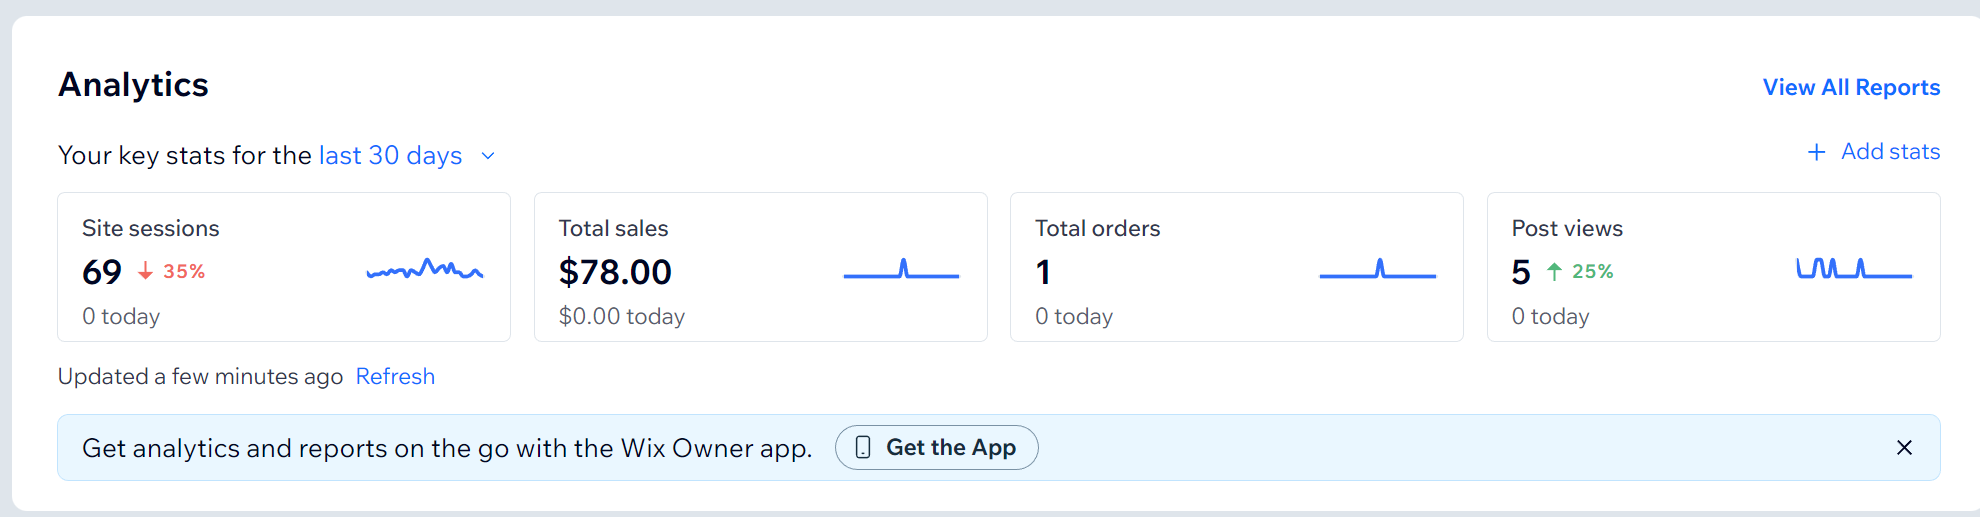 Analytics
View All Reports
Your key stats for the last 30 days
+ Add stats
Site sessions
69 ↓ 35%
0 today
Total sales
$78.00
$0.00 today
Total orders
1
0 today
Post views
5 ↑ 25%
0 today
Updated a few minutes ago Refresh
Get analytics and reports on the go with the Wix Owner app. Get the App